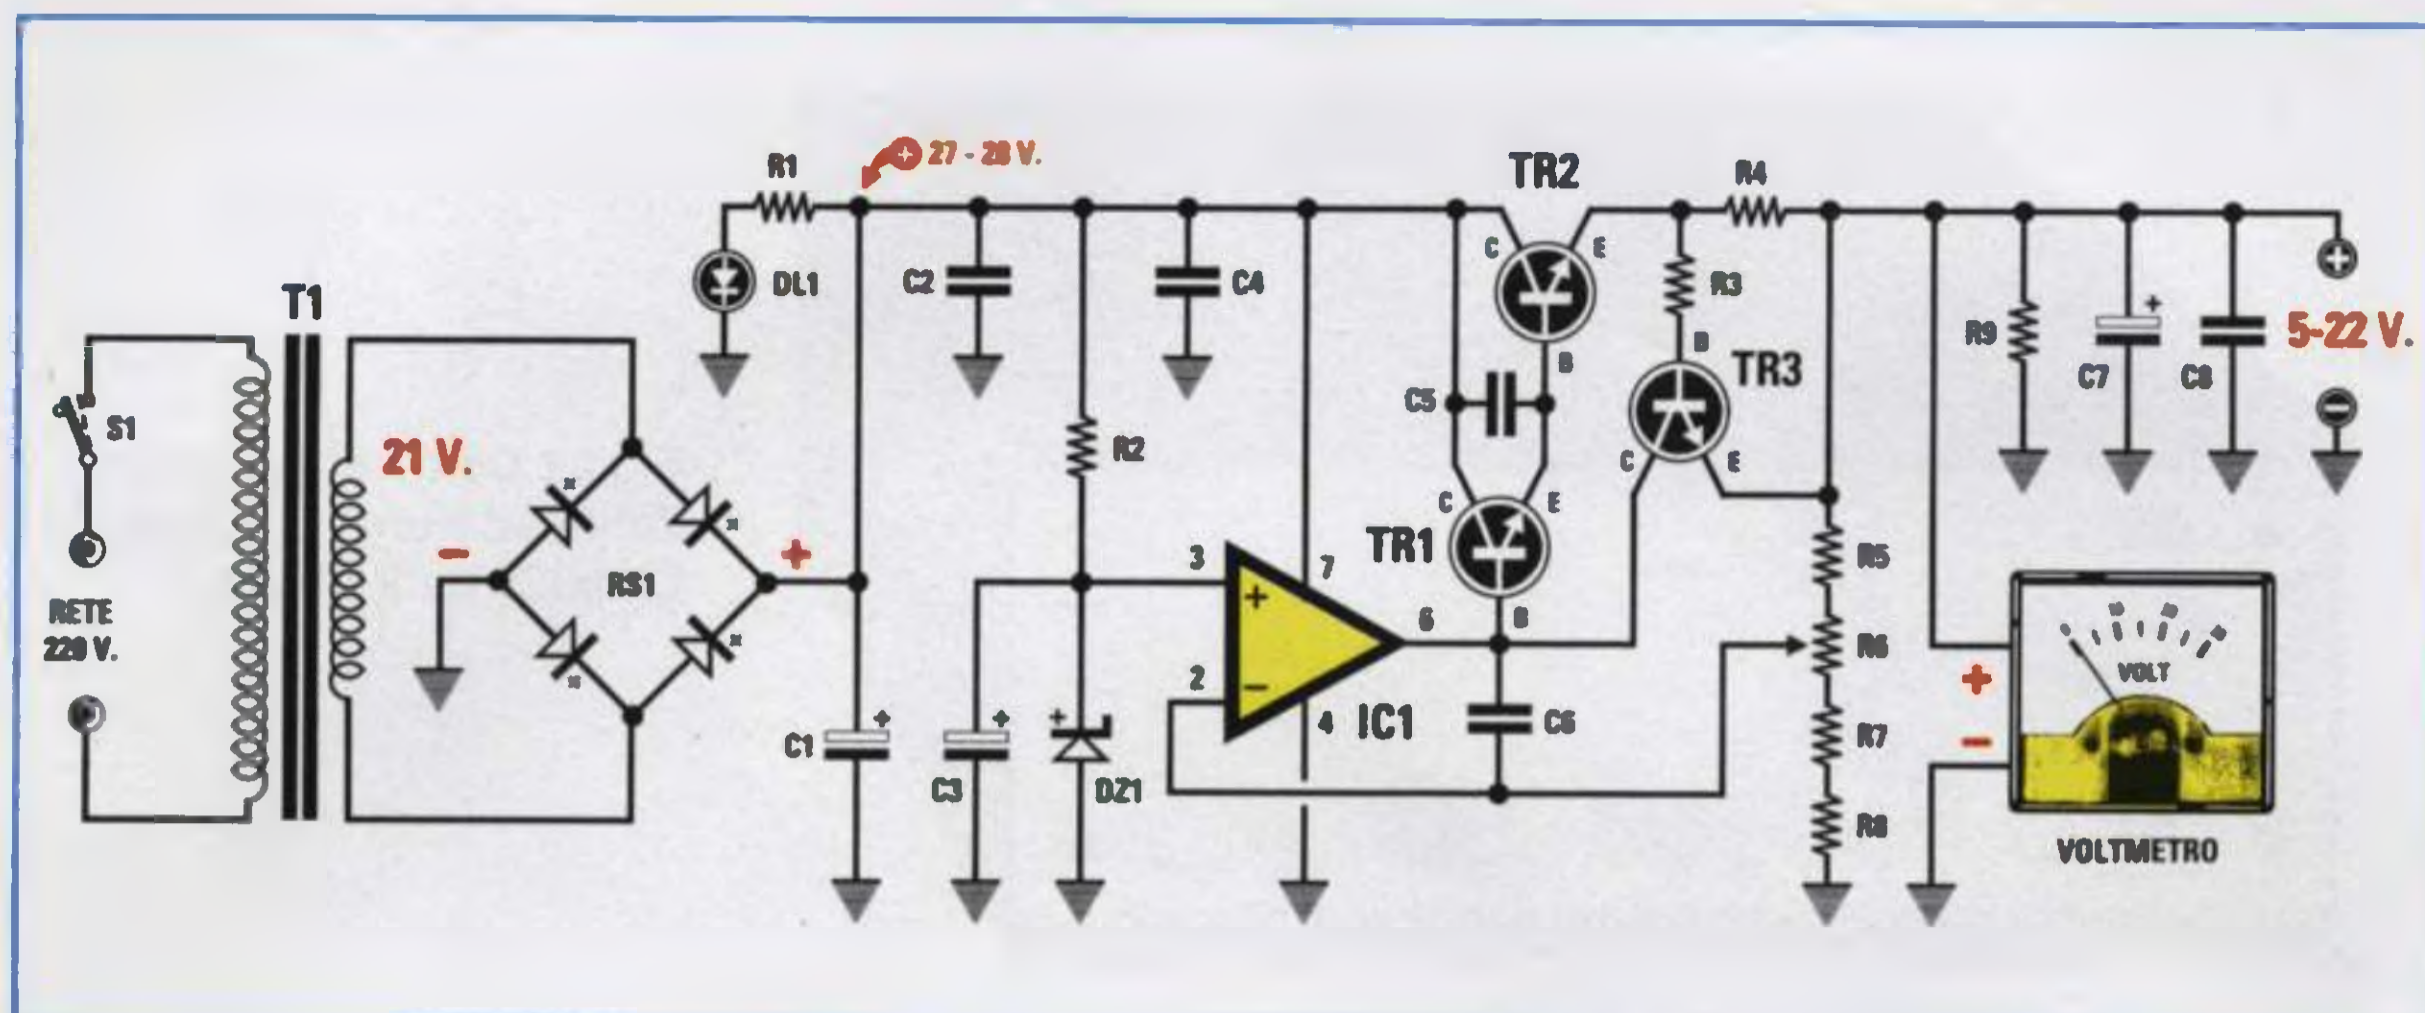 R1
+ 27 - 28 V.
TR2
R4
C
E
DL1
C2
C4
R3
T1
B
B
TR3
R9
+
C7
C8
+
5-22 V.
−
S1
21 V.
R2
C5
C
E
C
E
TR1
−
RS1
+
3
+
7
R5
RETE
220 V.
6
B
R6
2
−
4
IC1
C6
R7
+
−
VOLT
C1
+
C3
+
+
DZ1
R8
VOLTMETRO